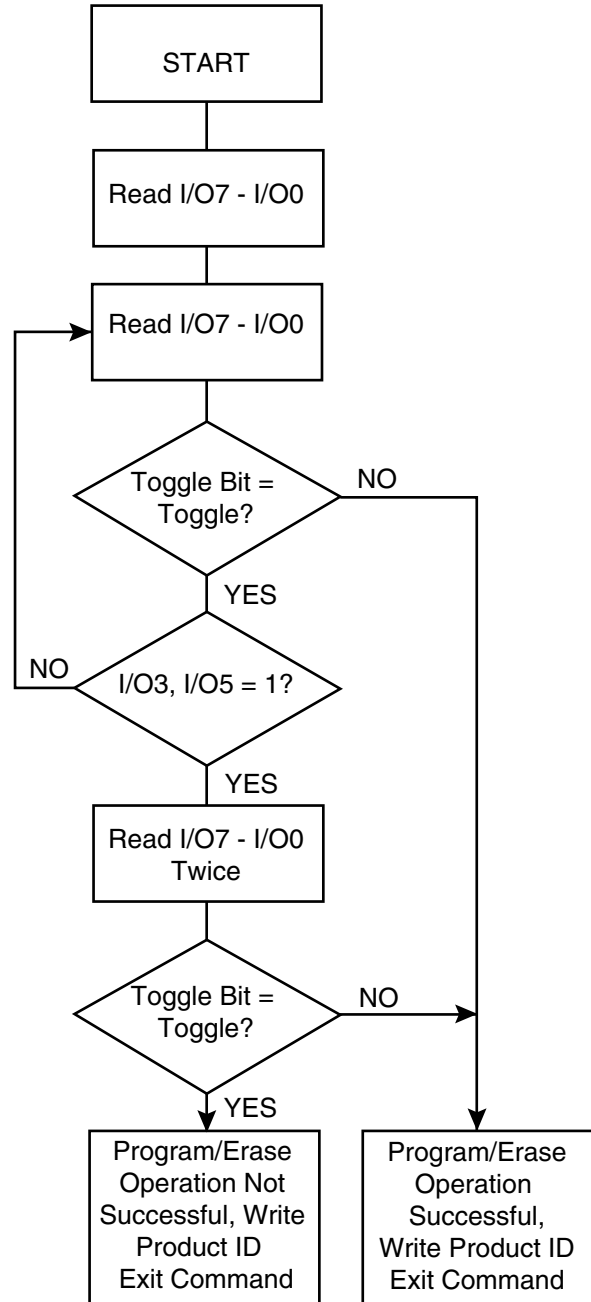 START
Read I/O7 - I/O0
Read I/O7 - I/O0
Toggle Bit =
Toggle?
NO
YES
NO
I/O3, I/O5 = 1?
YES
Read I/O7 - I/O0
Twice
Toggle Bit =
Toggle?
NO
YES
Program/Erase
Operation Not
Successful, Write
Product ID
Exit Command
Program/Erase
Operation
Successful,
Write Product ID
Exit Command